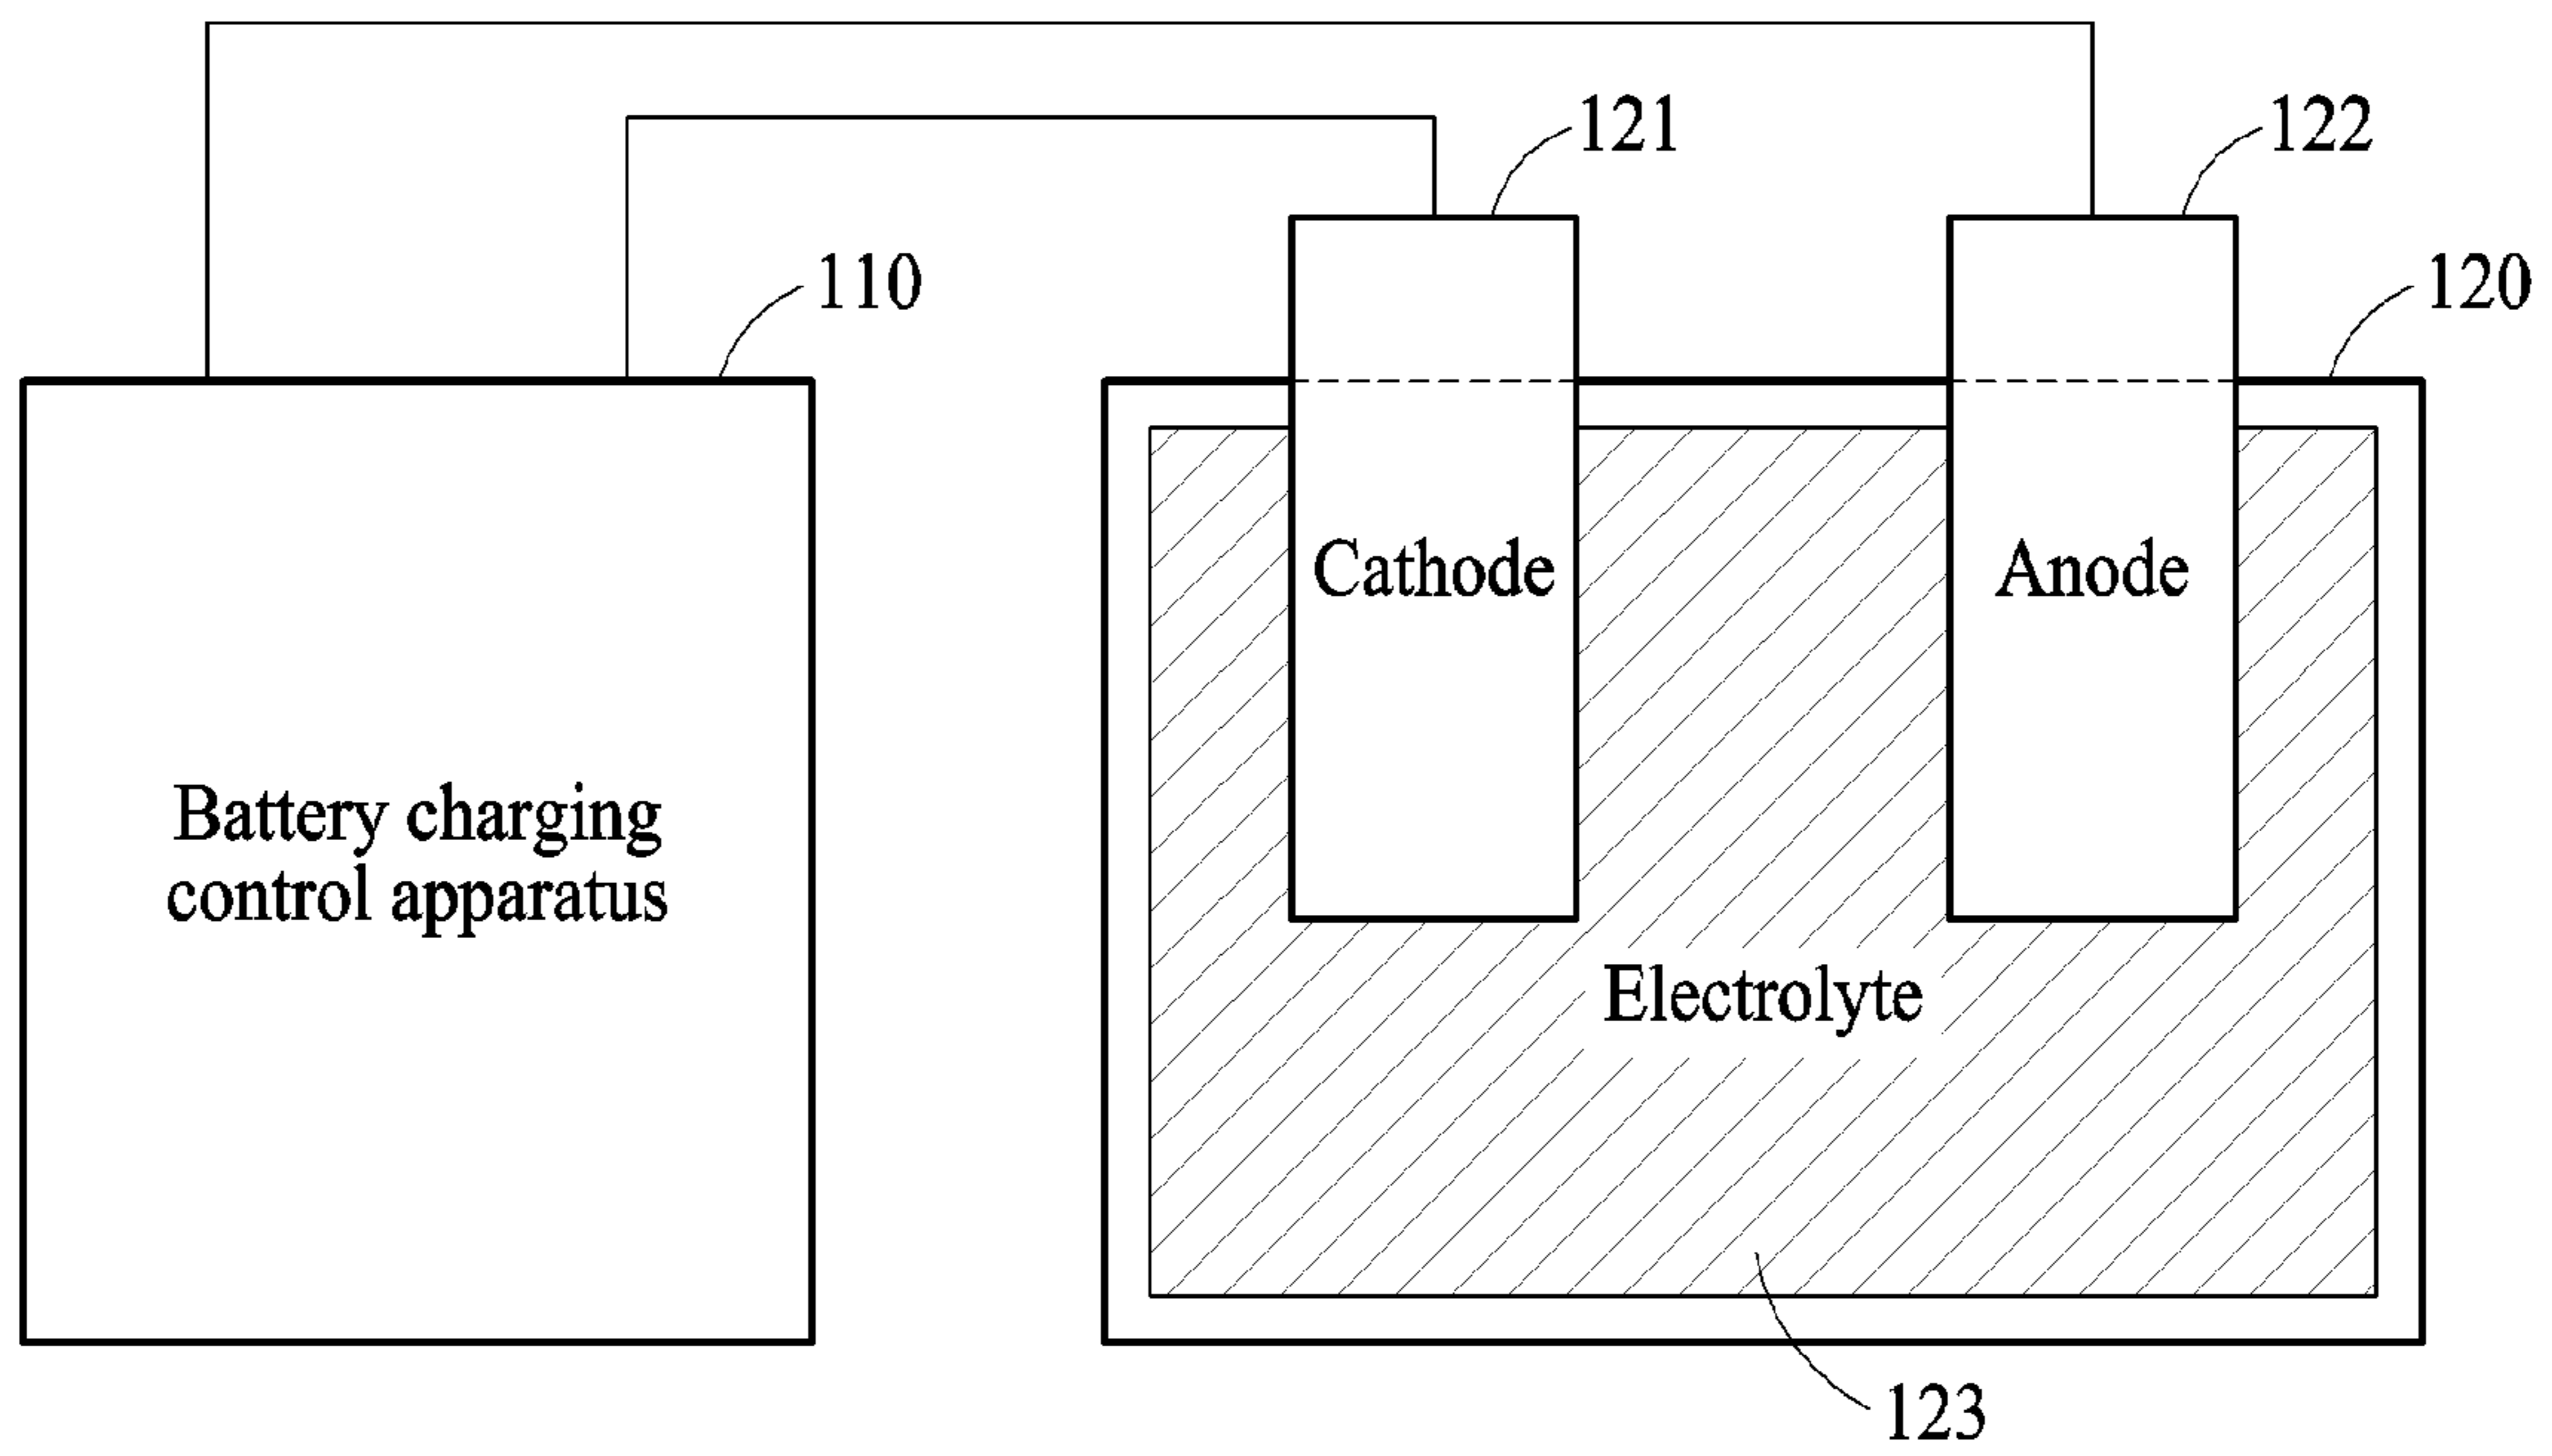 121
122
110
120
Cathode
Anode
Battery charging
control apparatus
Electrolyte
123